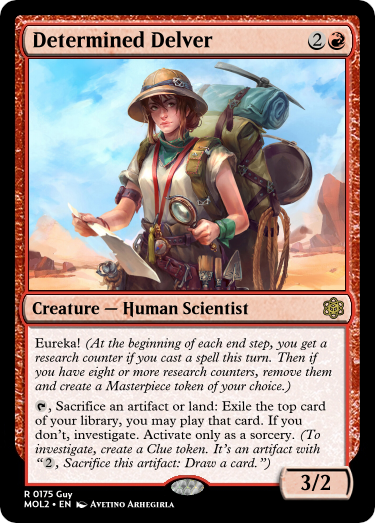 Determined Delver 2
Creature — Human Scientist
Eureka! (At the beginning of each end step, you get a
research counter if you cast a spell this turn. Then if
you have eight or more research counters, remove them
and create a Masterpiece token of your choice.)
, Sacrifice an artifact or land: Exile the top card
of your library, you may play that card. If you
don't, investigate. Activate only as a sorcery. (To
investigate, create a Clue token. It's an artifact with
"2, Sacrifice this artifact: Draw a card.")
3/2
R 0175 Guy
MOL2 • EN Avetino Arhegirla